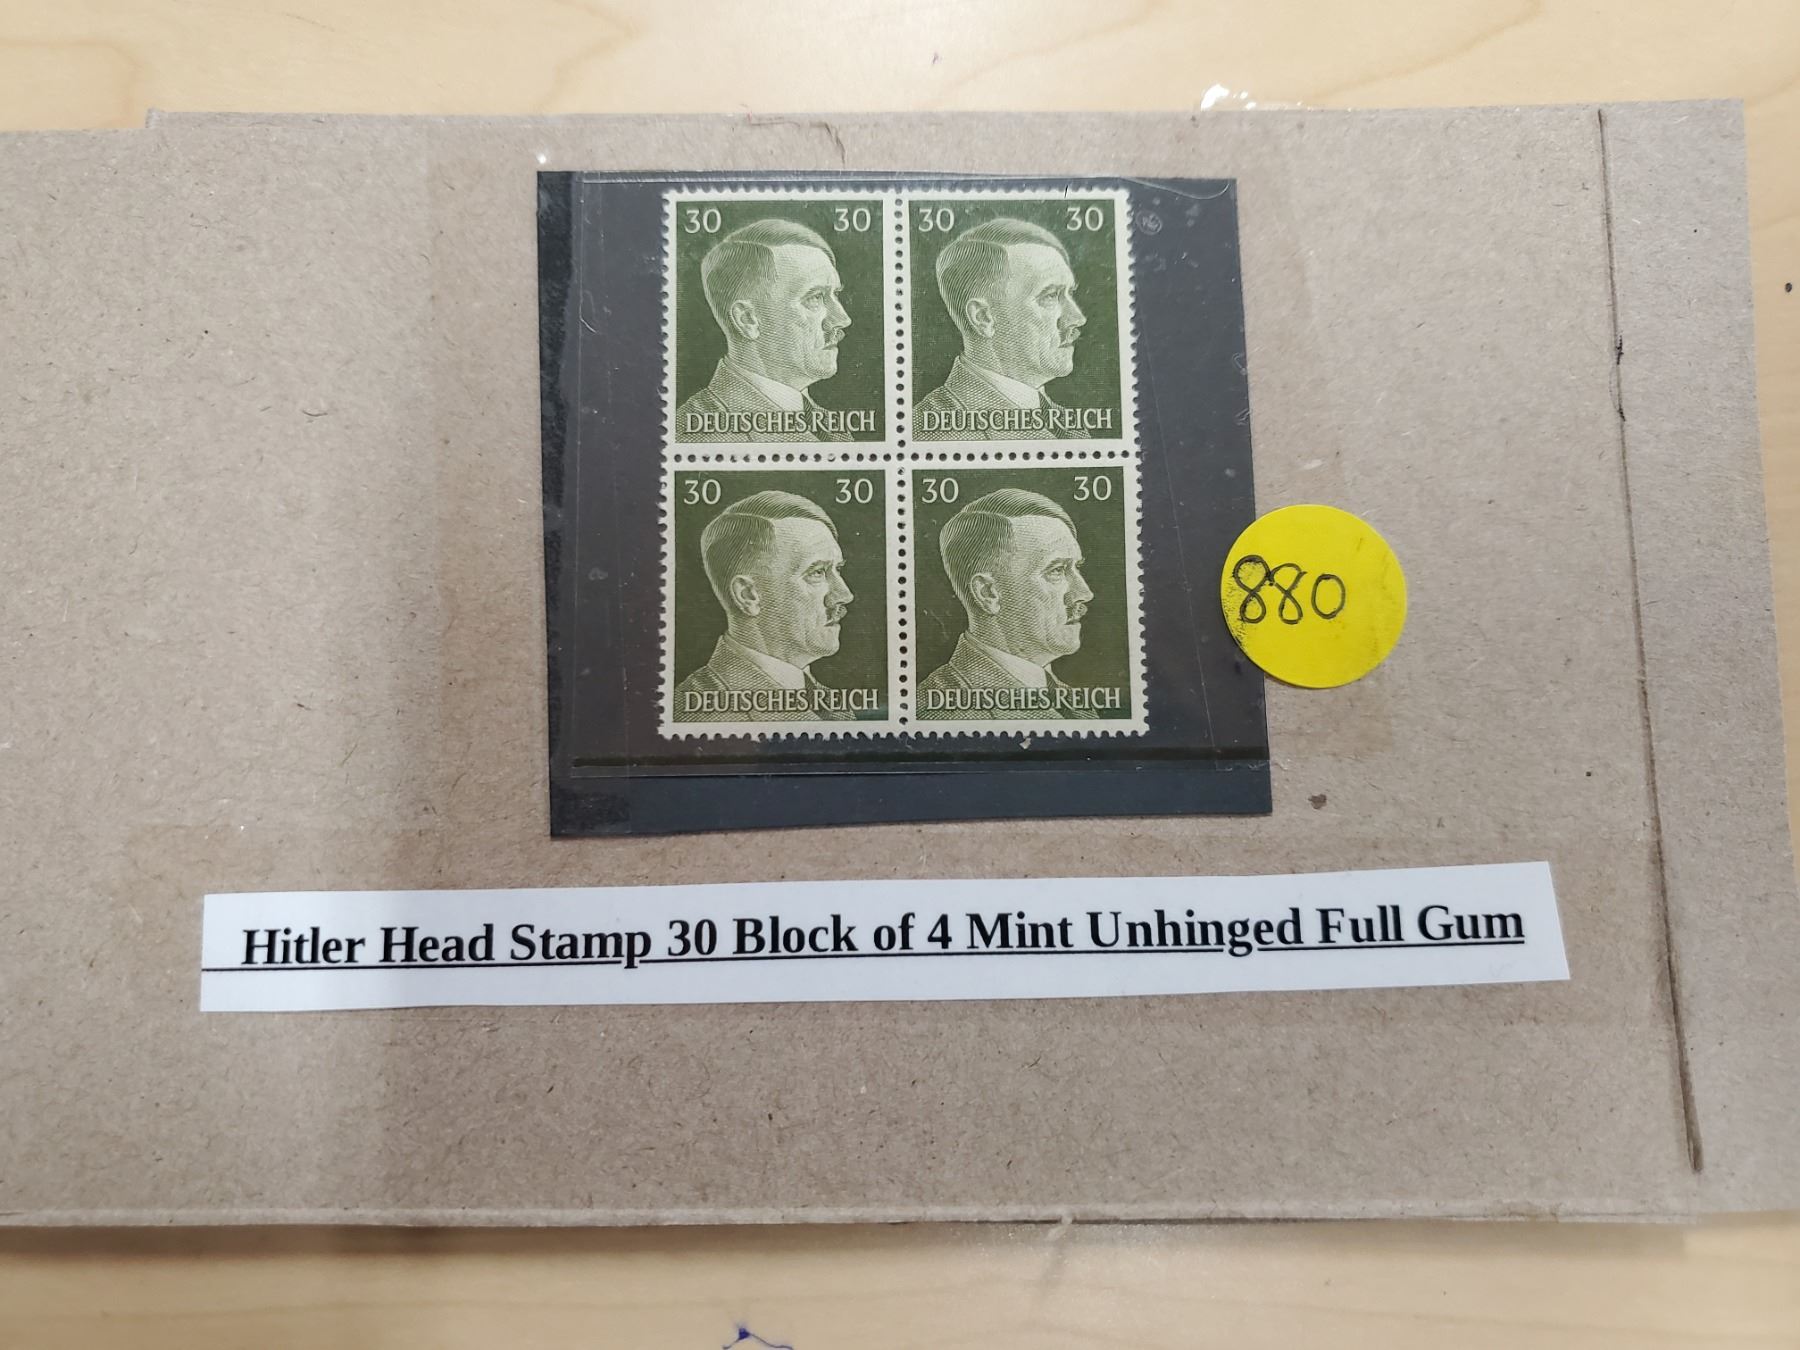 30 30 30 30
DEUTSCHES REICH DEUTSCHES REICH
30 30 30 30
DEUTSCHES REICH DEUTSCHES REICH
880
Hitler Head Stamp 30 Block of 4 Mint Unhinged Full Gum